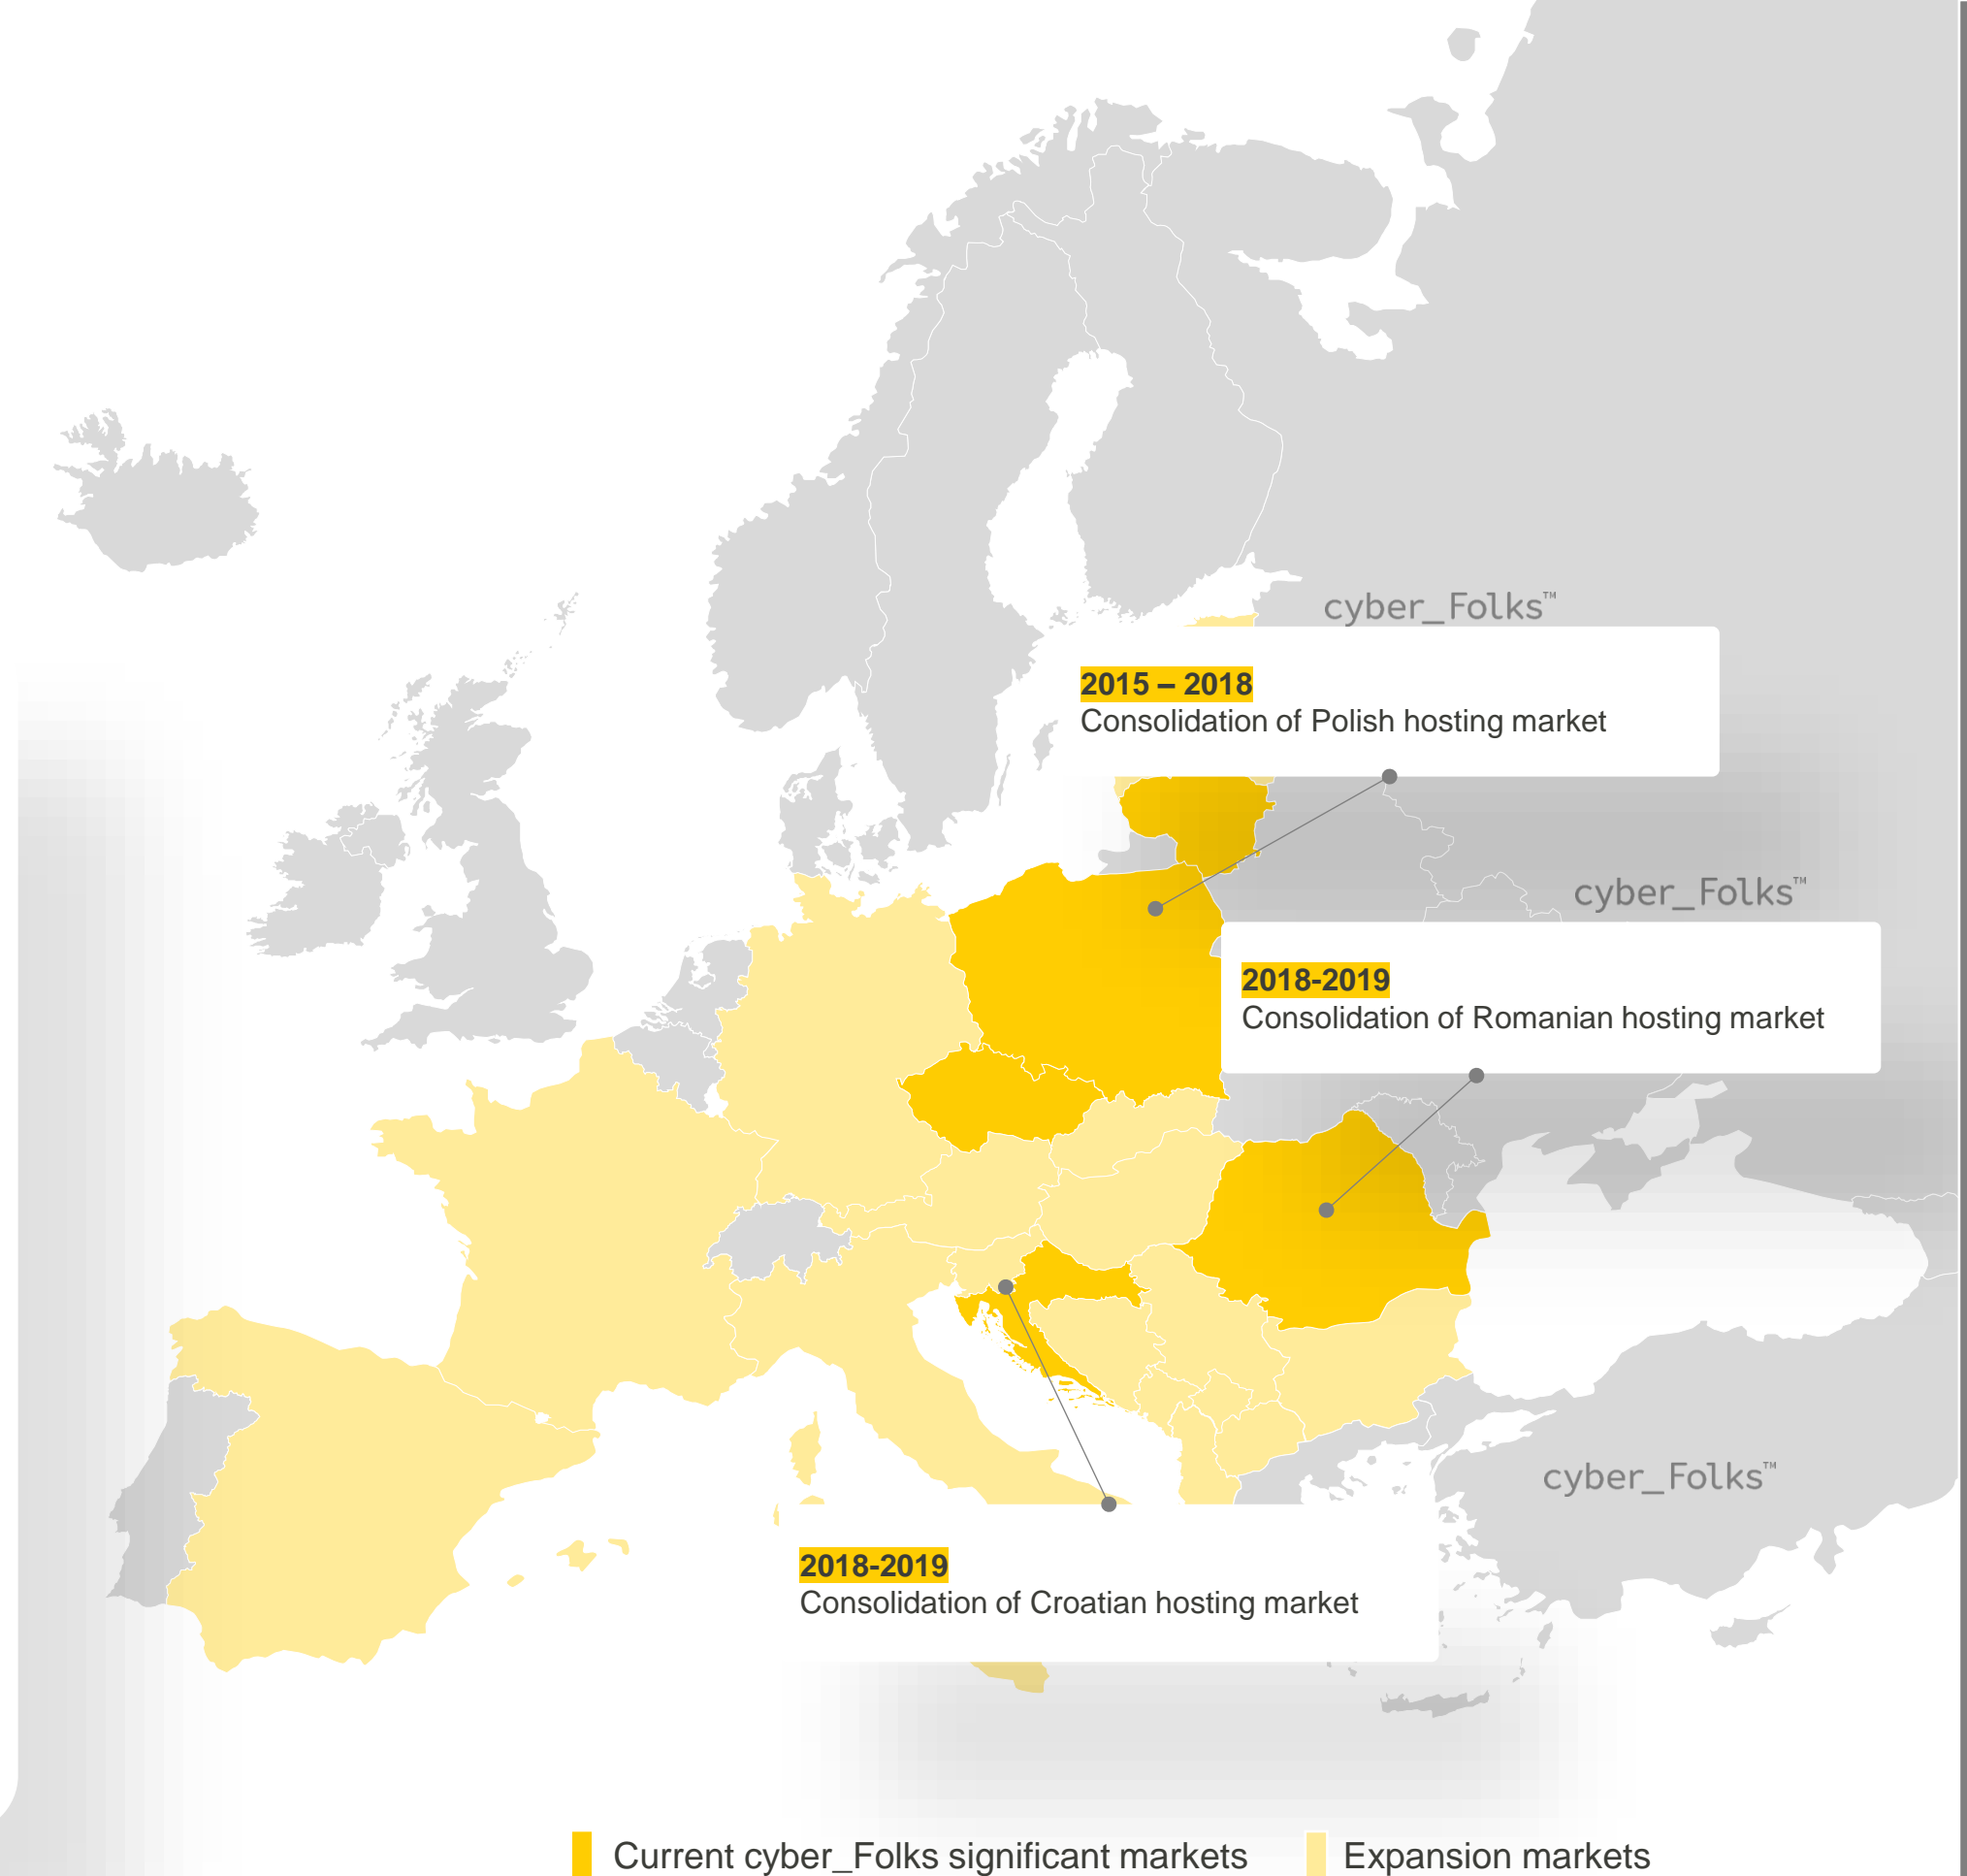 cyber_Folks™
2015 – 2018
Consolidation of Polish hosting market
cyber_Folks™
2018-2019
Consolidation of Romanian hosting market
cyber_Folks™
2018-2019
Consolidation of Croatian hosting market
Current cyber_Folks significant markets
Expansion markets